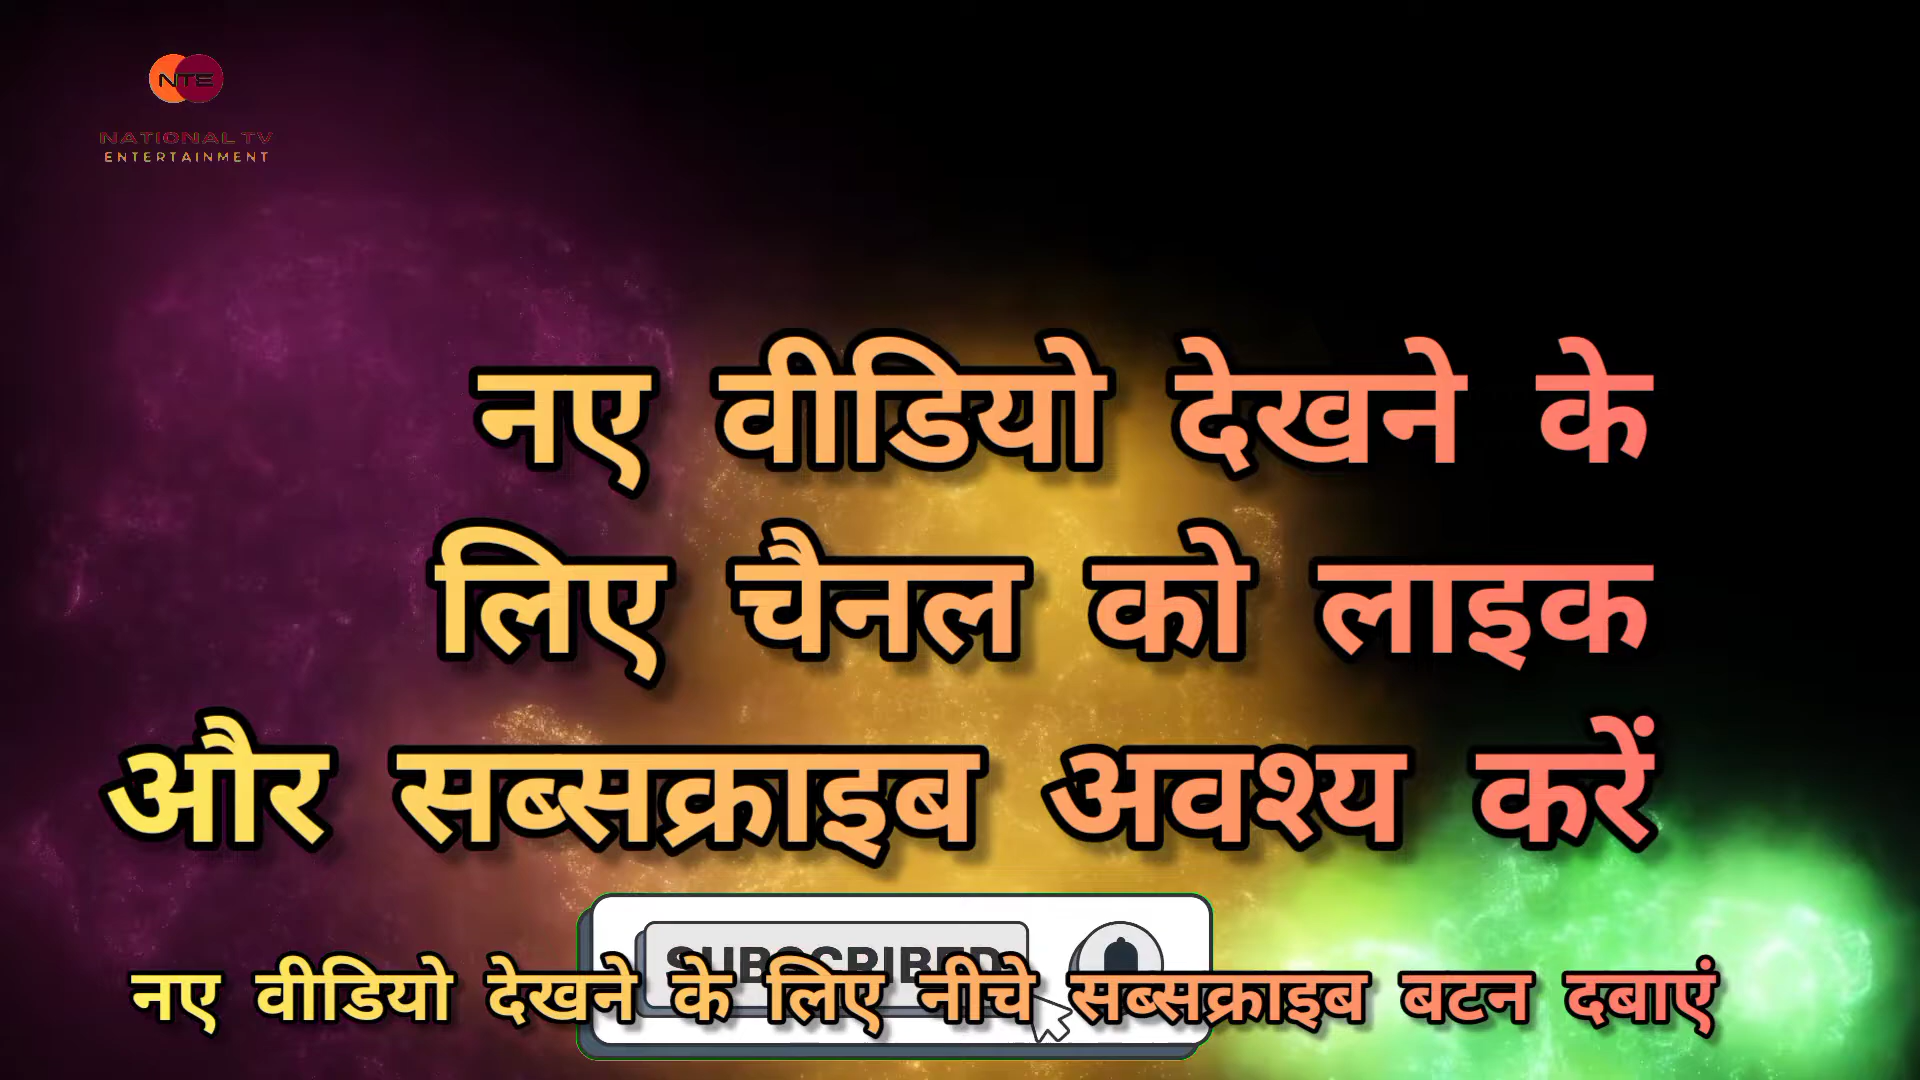 NTE
NATIONAL TV
ENTERTAINMENT
नए वीडियो देखने के
लिए चैनल को लाइक
और सब्सक्राइब अवश्य करें
SUBSCRIBED
नए वीडियो देखने के लिए नीचे सब्सक्राइब बटन दबाएं